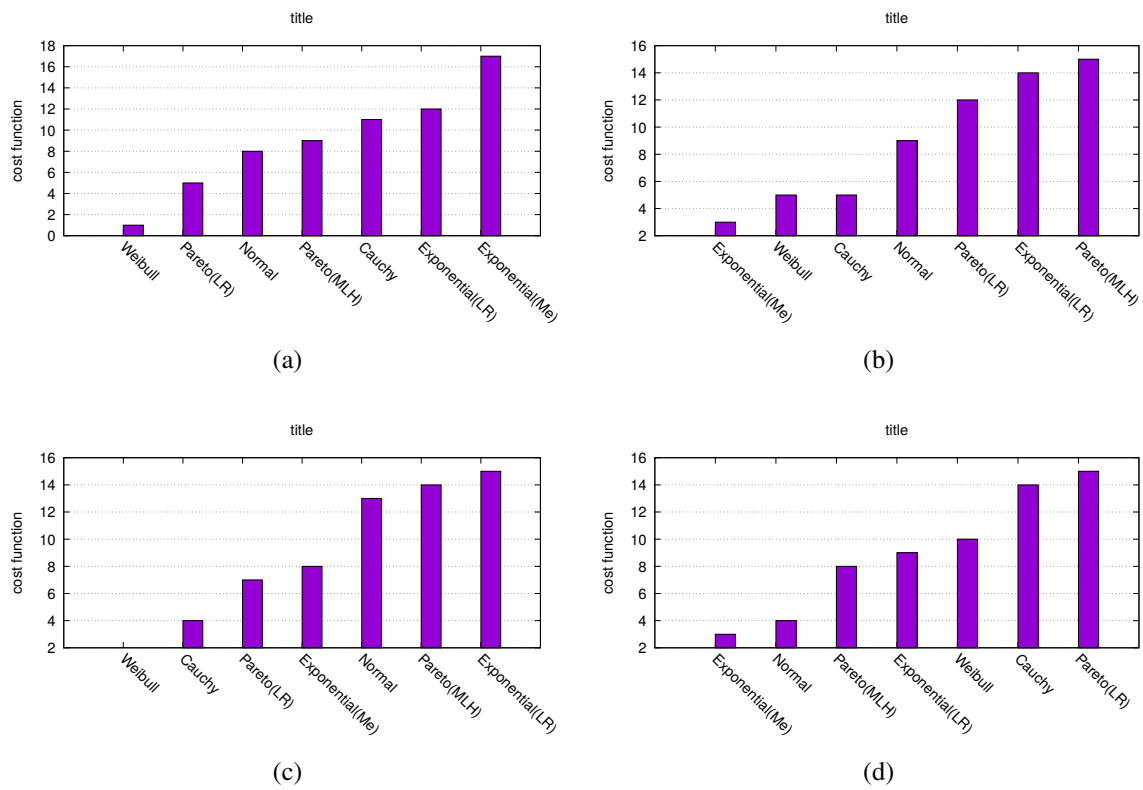 title
18
16
14
12
10
8
6
4
2
0
cost function
Weibull
Pareto(LR)
Normal
Pareto(MLH)
Cauchy
Exponential(LR)
Exponential(Me)
(a)
title
16
14
12
10
8
6
4
2
cost function
Exponential(Me)
Weibull
Cauchy
Normal
Pareto(LR)
Exponential(LR)
Pareto(MLH)
(b)
title
16
14
12
10
8
6
4
2
cost function
Weibull
Cauchy
Pareto(LR)
Exponential(Me)
Normal
Pareto(MLH)
Exponential(LR)
(c)
title
16
14
12
10
8
6
4
2
cost function
Exponential(Me)
Normal
Pareto(MLH)
Exponential(LR)
Weibull
Cauchy
Pareto(LR)
(d)